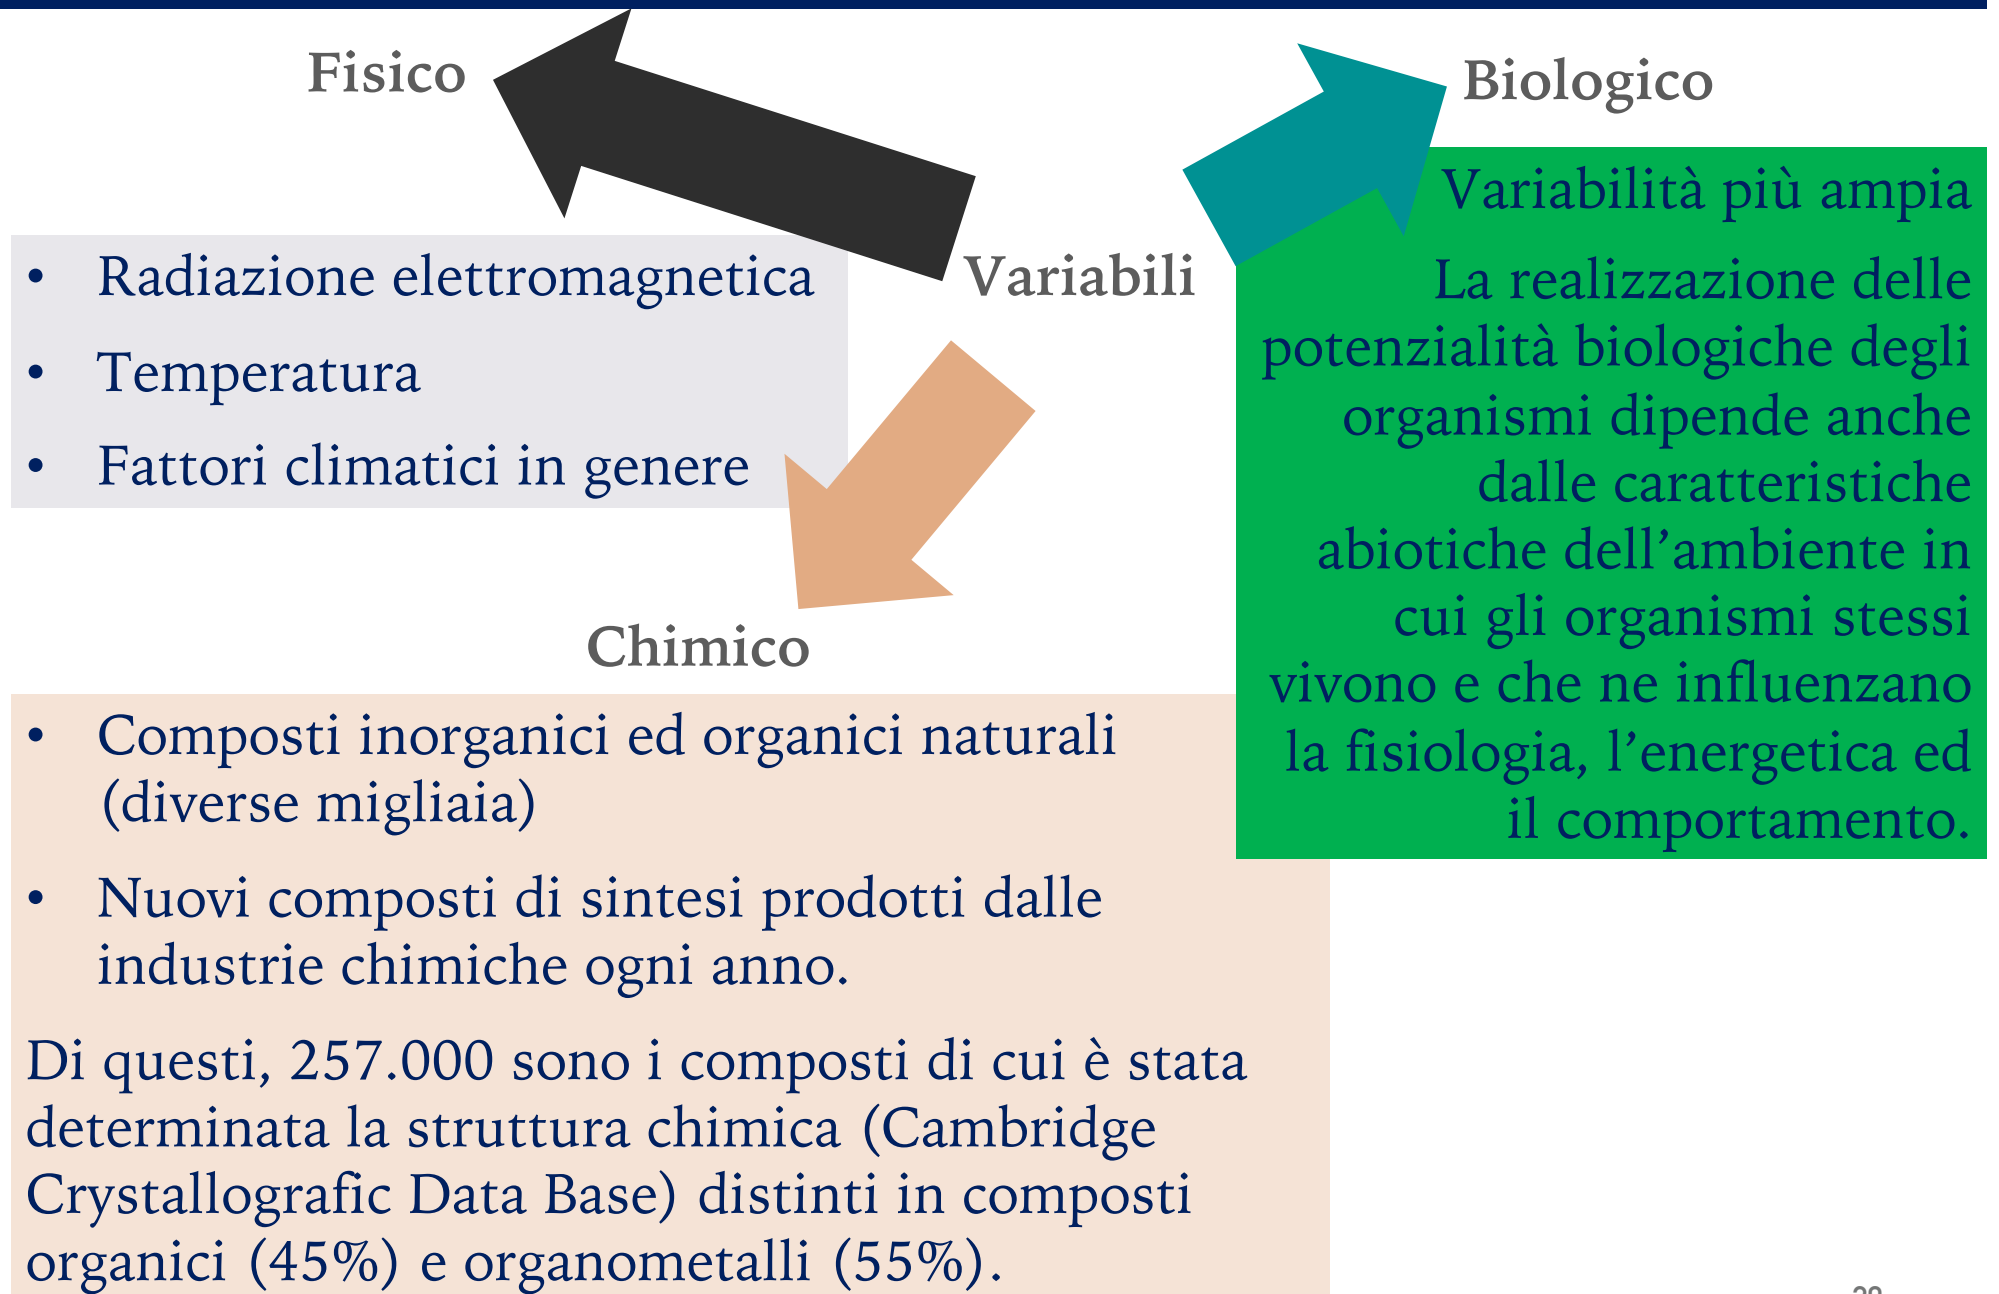 Fisico
Biologico
Variabili
• Radiazione elettromagnetica
• Temperatura
• Fattori climatici in genere
Variabilità più ampia
La realizzazione delle
potenzialità biologiche degli
organismi dipende anche
dalle caratteristiche
abiotiche dell’ambiente in
cui gli organismi stessi
vivono e che ne influenzano
la fisiologia, l’energetica ed
il comportamento.
Chimico
• Composti inorganici ed organici naturali
(diverse migliaia)
• Nuovi composti di sintesi prodotti dalle
industrie chimiche ogni anno.
Di questi, 257.000 sono i composti di cui è stata
determinata la struttura chimica (Cambridge
Crystallografic Data Base) distinti in composti
organici (45%) e organometalli (55%).